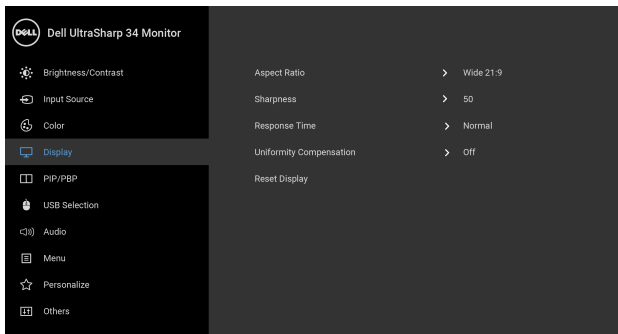 DELL Dell UltraSharp 34 Monitor
Brightness/Contrast
Input Source
Color
Display
PIP/PBP
USB Selection
Audio
Menu
Personalize
Others
Aspect Ratio > Wide 21:9
Sharpness > 50
Response Time > Normal
Uniformity Compensation > Off
Reset Display